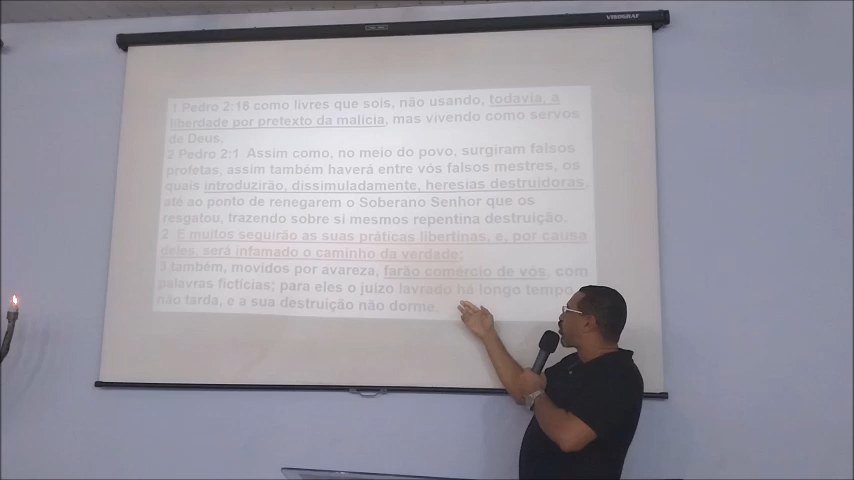 VISOGRAF
1 Pedro 2:16 como livres que sois, não usando, todavia, a
liberdade por pretexto da malícia, mas vivendo como servos
de Deus.
2 Pedro 2:1 Assim como, no meio do povo, surgiram falsos
profetas, assim também haverá entre vós falsos mestres, os
quais introduzirão, dissimuladamente, heresias destruidoras,
até ao ponto de renegarem o Soberano Senhor que os
resgatou, trazendo sobre si mesmos repentina destruição.
2 E muitos seguirão as suas práticas libertinas, e, por causa
deles, será infamado o caminho da verdade;
3 também, movidos por avareza, farão comércio de vós, com
palavras fictícias; para eles o juízo lavrado há longo tempo
não tarda, e a sua destruição não dorme.